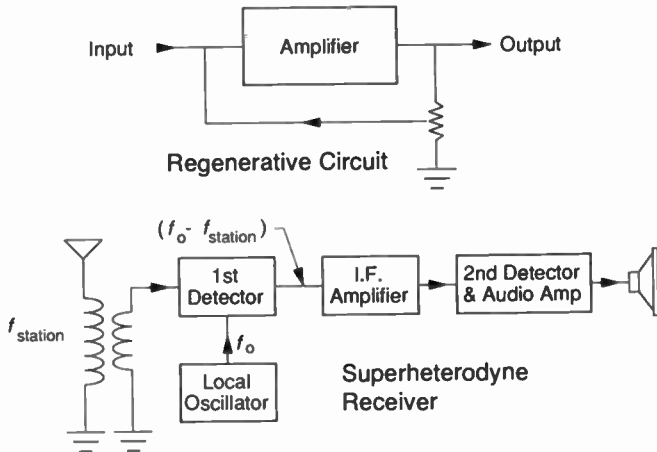 Input
Amplifier
Output
Regenerative Circuit
(fo- fstation)
1st
Detector
I.F.
Amplifier
2nd Detector
& Audio Amp
fstation
fo
Local
Oscillator
Superheterodyne
Receiver